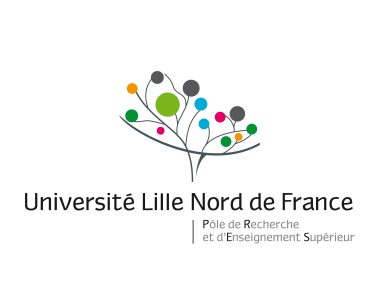 Université Lille Nord de France
Pôle de Recherche
et d'Enseignement Supérieur